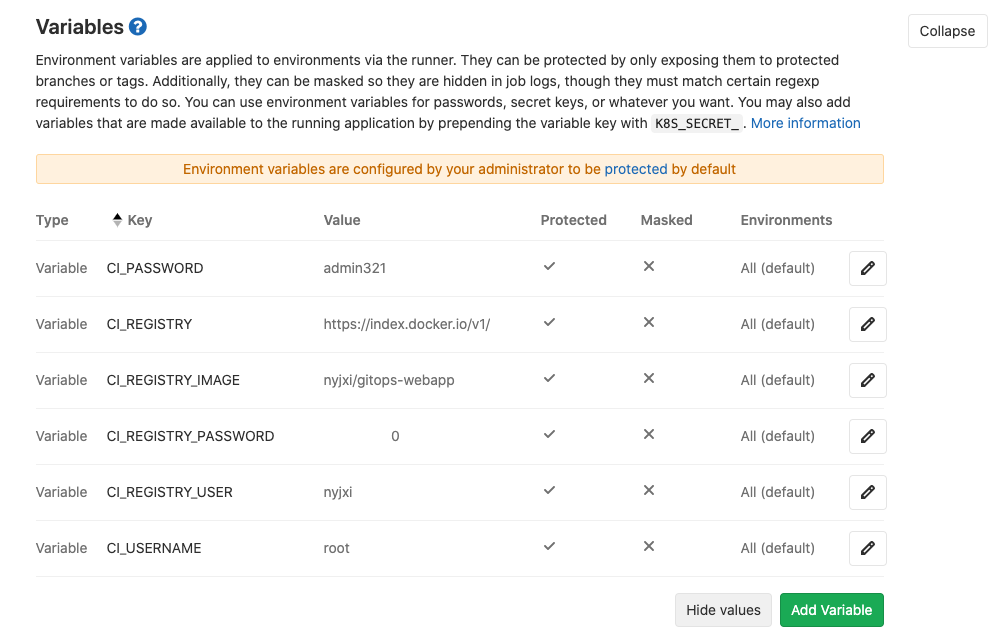 Variables ?
Collapse
Environment variables are applied to environments via the runner. They can be protected by only exposing them to protected
branches or tags. Additionally, they can be masked so they are hidden in job logs, though they must match certain regexp
requirements to do so. You can use environment variables for passwords, secret keys, or whatever you want. You may also add
variables that are made available to the running application by prepending the variable key with K8S_SECRET_. More information
Environment variables are configured by your administrator to be protected by default
Type Key Value Protected Masked Environments
Variable CI_PASSWORD admin321 All (default)
Variable CI_REGISTRY https://index.docker.io/v1/ All (default)
Variable CI_REGISTRY_IMAGE nyjxi/gitops-webapp All (default)
Variable CI_REGISTRY_PASSWORD 0 All (default)
Variable CI_REGISTRY_USER nyjxi All (default)
Variable CI_USERNAME root All (default)
Hide values Add Variable